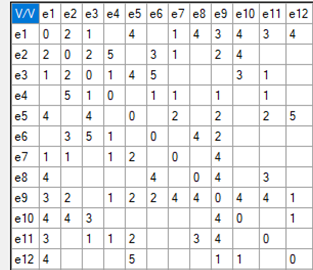 V/V e1 e2 e3 e4 e5 e6 e7 e8 e9 e10 e11 e12
e1 0 2 1 4 1 4 3 4 3 4
e2 2 0 2 5 3 1 2 4
e3 1 2 0 1 4 5 3 1
e4 5 1 0 1 1 1 1
e5 4 4 0 2 2 2 5
e6 3 5 1 0 4 2
e7 1 1 1 2 0 4
e8 4 4 0 4 3
e9 3 2 1 2 2 4 4 0 4 4 1
e10 4 4 3 4 0 1
e11 3 1 1 2 3 4 0
e12 4 5 1 1 0